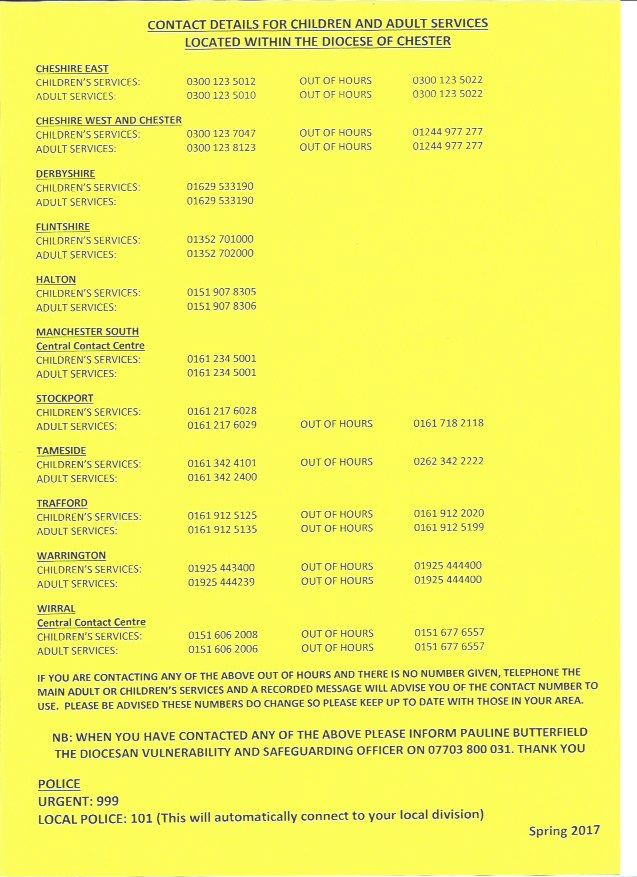 CONTACT DETAILS FOR CHILDREN AND ADULT SERVICES
LOCATED WITHIN THE DIOCESE OF CHESTER
CHESHIRE EAST
CHILDREN'S SERVICES: 0300 123 5012 OUT OF HOURS 0300 123 5022
ADULT SERVICES: 0300 123 5010 OUT OF HOURS 0300 123 5022
CHESHIRE WEST AND CHESTER
CHILDREN'S SERVICES: 0300 123 7047 OUT OF HOURS 01244 977 277
ADULT SERVICES: 0300 123 8123 OUT OF HOURS 01244 977 277
DERBYSHIRE
CHILDREN'S SERVICES: 01629 533190
ADULT SERVICES: 01629 533190
FLINTSHIRE
CHILDREN'S SERVICES: 01352 701000
ADULT SERVICES: 01352 702000
HALTON
CHILDREN'S SERVICES: 0151 907 8305
ADULT SERVICES: 0151 907 8306
MANCHESTER SOUTH
Central Contact Centre
CHILDREN'S SERVICES: 0161 234 5001
ADULT SERVICES: 0161 234 5001
STOCKPORT
CHILDREN'S SERVICES: 0161 217 6028
ADULT SERVICES: 0161 217 6029 OUT OF HOURS 0161 718 2118
TAMESIDE
CHILDREN'S SERVICES: 0161 342 4101 OUT OF HOURS 0262 342 2222
ADULT SERVICES: 0161 342 2400
TRAFFORD
CHILDREN'S SERVICES: 0161 912 5125 OUT OF HOURS 0161 912 2020
ADULT SERVICES: 0161 912 5135 OUT OF HOURS 0161 912 5199
WARRINGTON
CHILDREN'S SERVICES: 01925 443400 OUT OF HOURS 01925 444400
ADULT SERVICES: 01925 444239 OUT OF HOURS 01925 444400
WIRRAL
Central Contact Centre
CHILDREN'S SERVICES: 0151 606 2008 OUT OF HOURS 0151 677 6557
ADULT SERVICES: 0151 606 2006 OUT OF HOURS 0151 677 6557
IF YOU ARE CONTACTING ANY OF THE ABOVE OUT OF HOURS AND THERE IS NO NUMBER GIVEN, TELEPHONE THE
MAIN ADULT OR CHILDREN'S SERVICES AND A RECORDED MESSAGE WILL ADVISE YOU OF THE CONTACT NUMBER TO
USE. PLEASE BE ADVISED THESE NUMBERS DO CHANGE SO PLEASE KEEP UP TO DATE WITH THOSE IN YOUR AREA.
NB: WHEN YOU HAVE CONTACTED ANY OF THE ABOVE PLEASE INFORM PAULINE BUTTERFIELD
THE DIOCESAN VULNERABILITY AND SAFEGUARDING OFFICER ON 07703 800 031. THANK YOU
POLICE
URGENT: 999
LOCAL POLICE: 101 (This will automatically connect to your local division)
Spring 2017